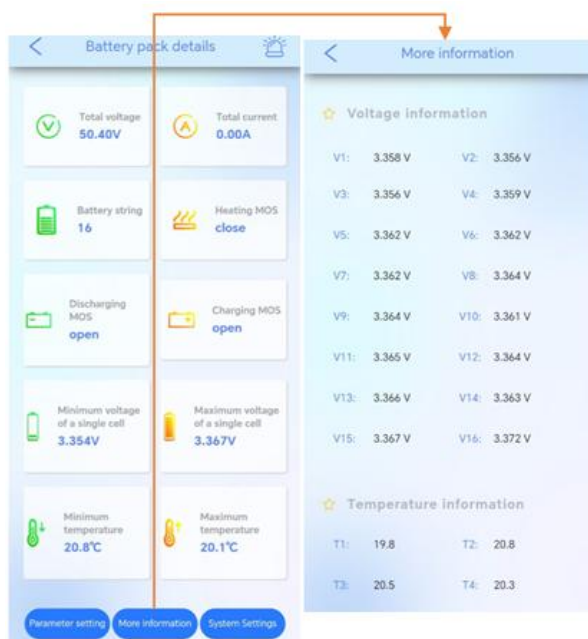 Battery pack details
Total voltage
50.40V
Total current
0.00A
Battery string
16
Heating MOS
close
Discharging
MOS
open
Charging MOS
open
Minimum voltage
of a single cell
3.354V
Maximum voltage
of a single cell
3.367V
Minimum
temperature
20.8℃
Maximum
temperature
20.1℃
Parameter setting
More information
System Settings
More information
Voltage information
V1: 3.358 V V2: 3.356 V
V3: 3.356 V V4: 3.359 V
V5: 3.362 V V6: 3.362 V
V7: 3.362 V V8: 3.364 V
V9: 3.364 V V10: 3.361 V
V11: 3.365 V V12: 3.364 V
V13: 3.366 V V14: 3.363 V
V15: 3.367 V V16: 3.372 V
Temperature information
T1: 19.8 T2: 20.8
T3: 20.5 T4: 20.3